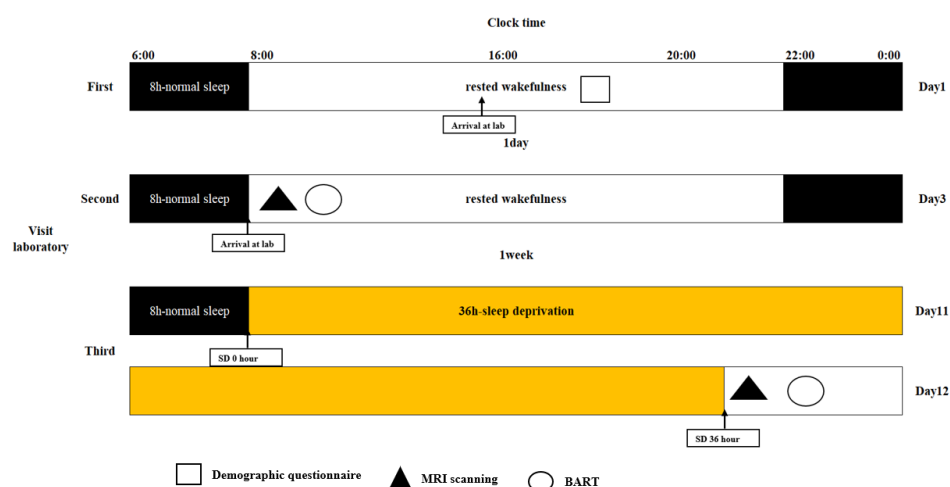 Clock time
6:00 8:00 16:00 20:00 22:00 0:00
First 8h-normal sleep rested wakefulness Day1
Arrival at lab
1day
Second 8h-normal sleep rested wakefulness Day3
Visit
laboratory
Arrival at lab
1week
8h-normal sleep 36h-sleep deprivation Day11
Third
SD 0 hour
Day12
SD 36 hour
Demographic questionnaire MRI scanning BART